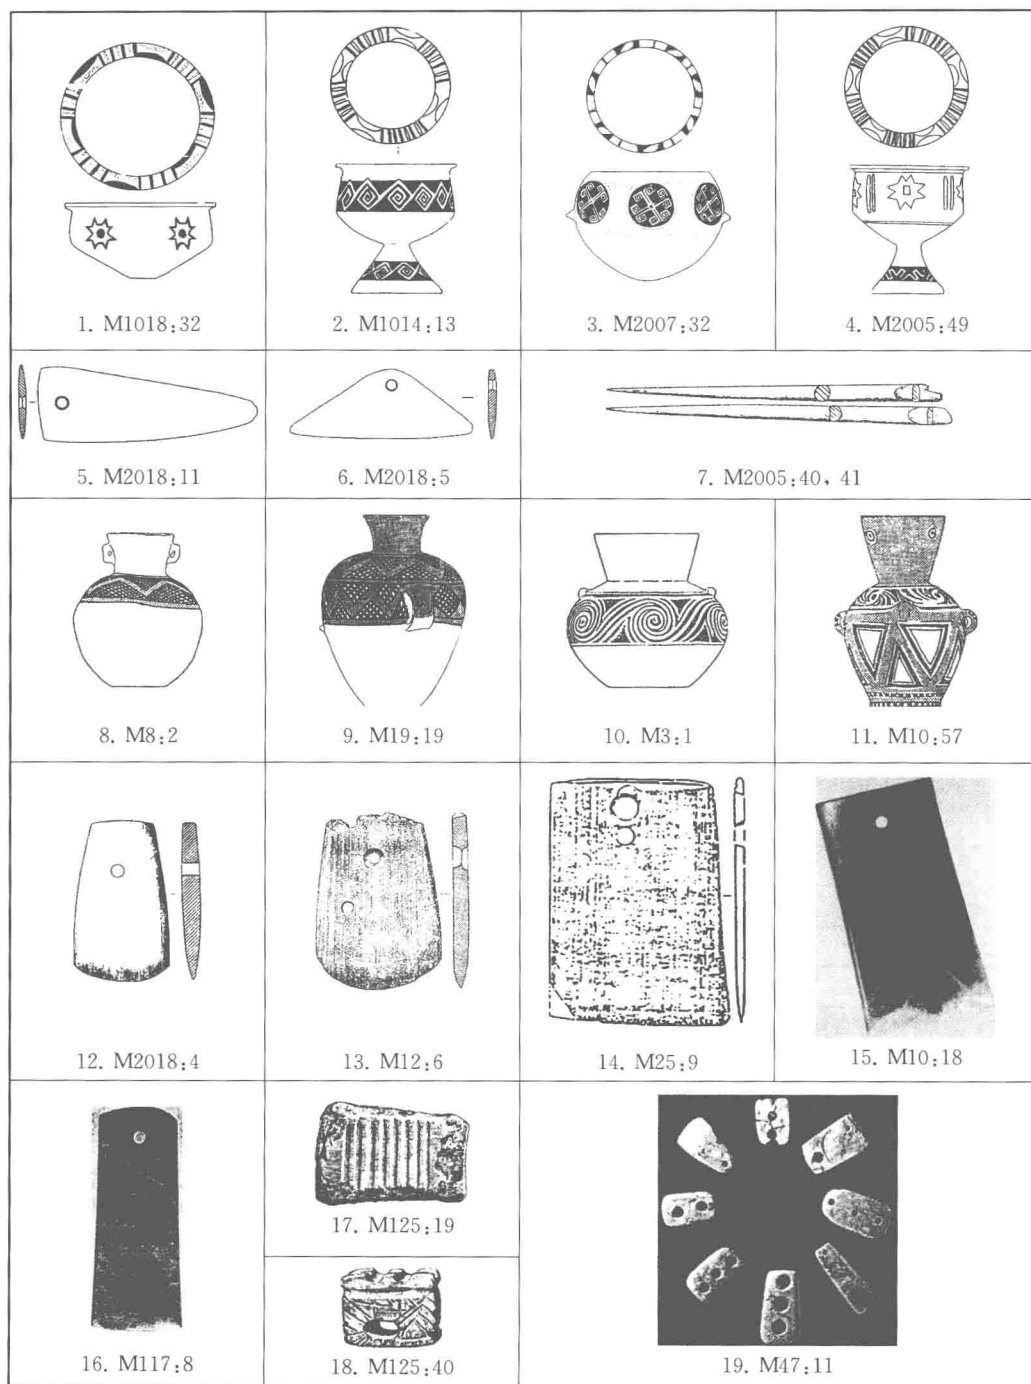 1. M1018:32
2. M1014:13
3. M2007:32
4. M2005:49
5. M2018:11
6. M2018:5
7. M2005:40, 41
8. M8:2
9. M19:19
10. M3:1
11. M10:57
12. M2018:4
13. M12:6
14. M25:9
15. M10:18
16. M117:8
17. M125:19
18. M125:40
19. M47:11